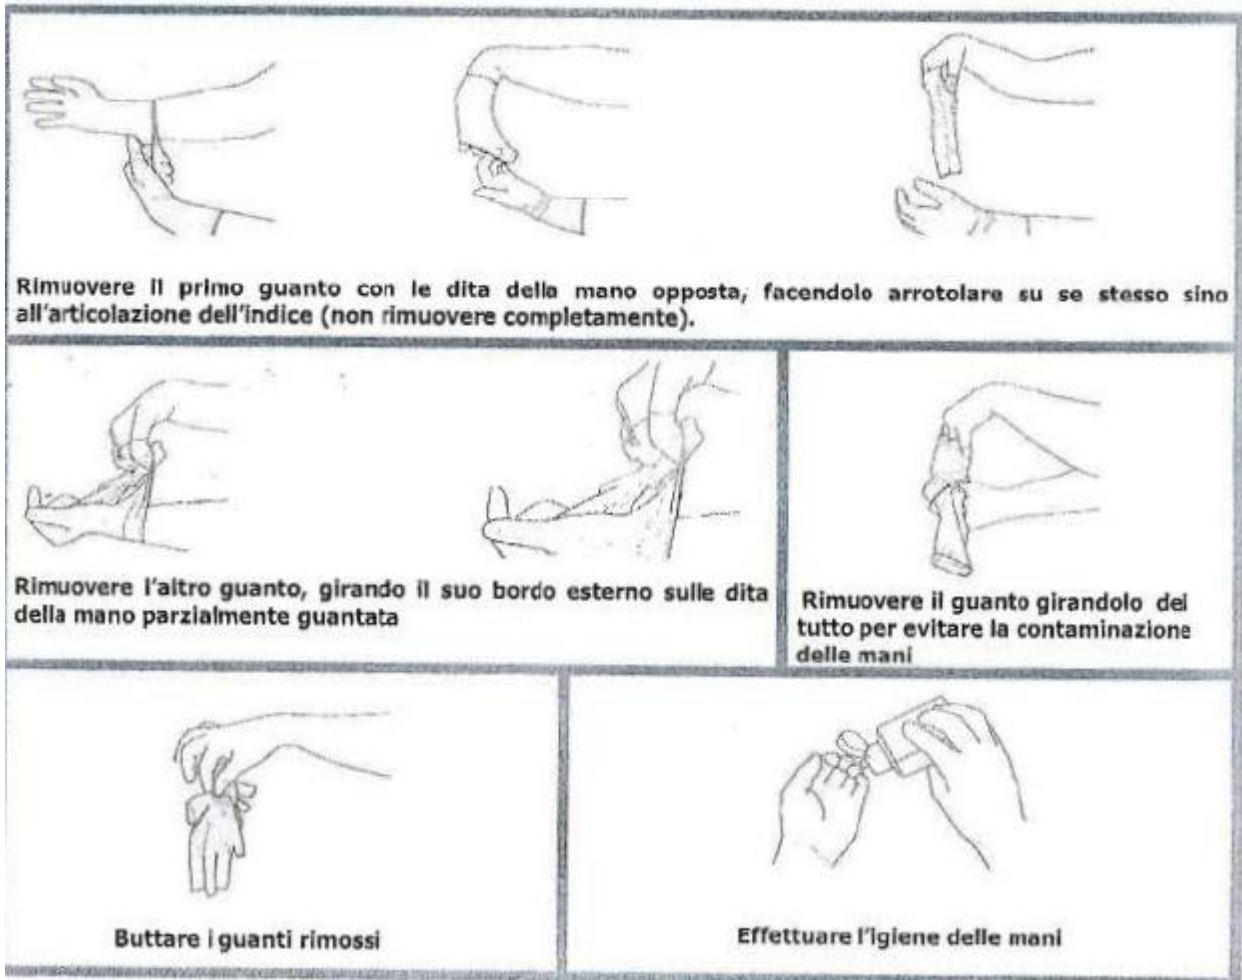 Rimuovere il primo guanto con le dita della mano opposta, facendolo arrotolare su se stesso sino
all'articolazione dell'indice (non rimuovere completamente).
Rimuovere l'altro guanto, girando il suo bordo esterno sulle dita
della mano parzialmente guantata
Rimuovere il guanto girandolo del
tutto per evitare la contaminazione
delle mani
Buttare i guanti rimossi
Effettuare l'igiene delle mani